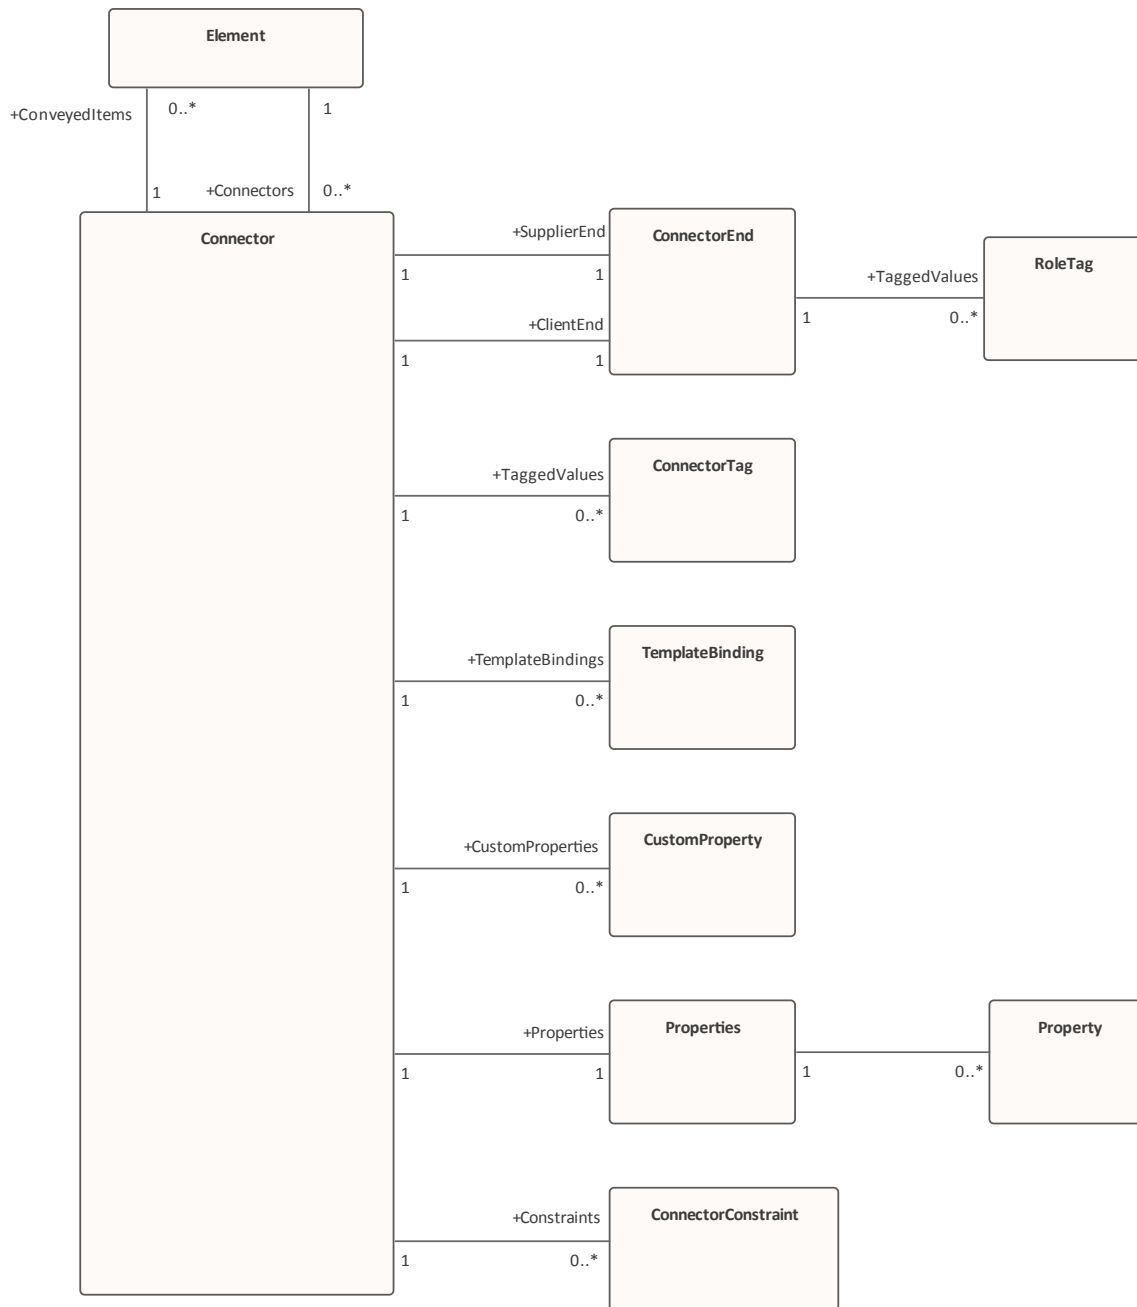 Element
+ConveyedItems
0..*
1
1
+Connectors
0..*
Connector
+SupplierEnd
1
1
+ClientEnd
1
1
ConnectorEnd
+TaggedValues
1
0..*
RoleTag
+TaggedValues
1
0..*
ConnectorTag
+TemplateBindings
1
0..*
TemplateBinding
+CustomProperties
1
0..*
CustomProperty
+Properties
1
1
Properties
1
0..*
Property
+Constraints
1
0..*
ConnectorConstraint